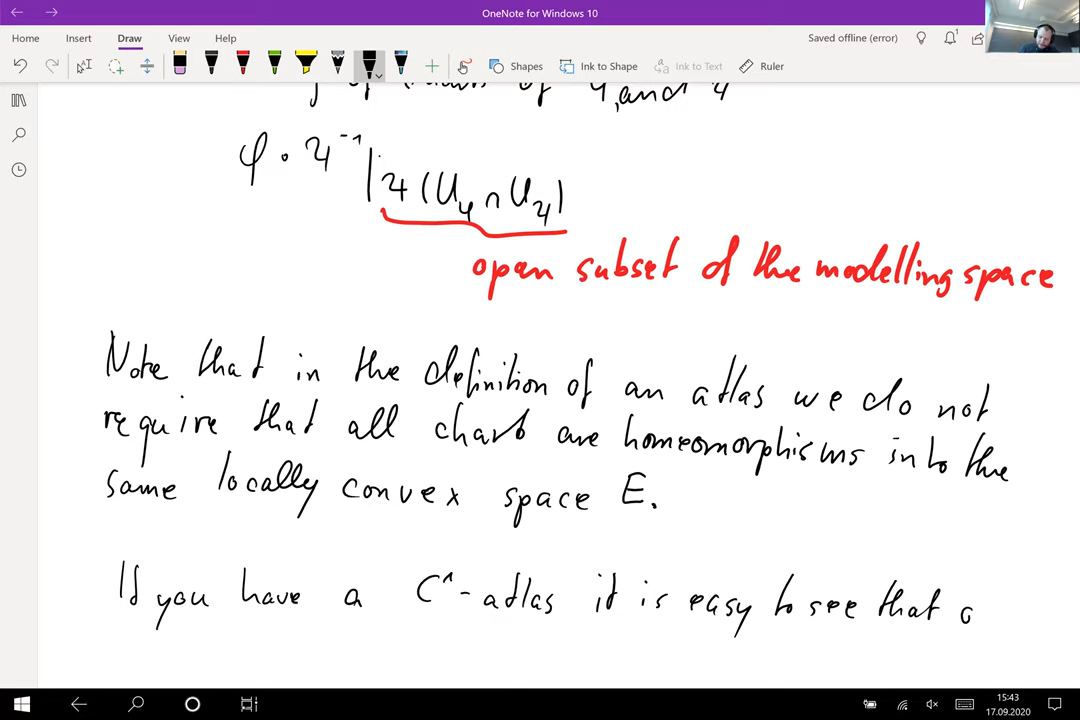 OneNote for Windows 10
Home Insert Draw View Help
Saved offline (error)
Shapes Ink to Shape Ink to Text Ruler
of φ, and ψ
φ ∘ ψ⁻¹ | ψ(U_φ ∩ U_ψ)
open subset of the modelling space
Note that in the definition of an atlas we do not
require that all charts are homeomorphisms into the
same locally convex space E.
If you have a C¹-atlas it is easy to see that a
15:43
17.09.2020